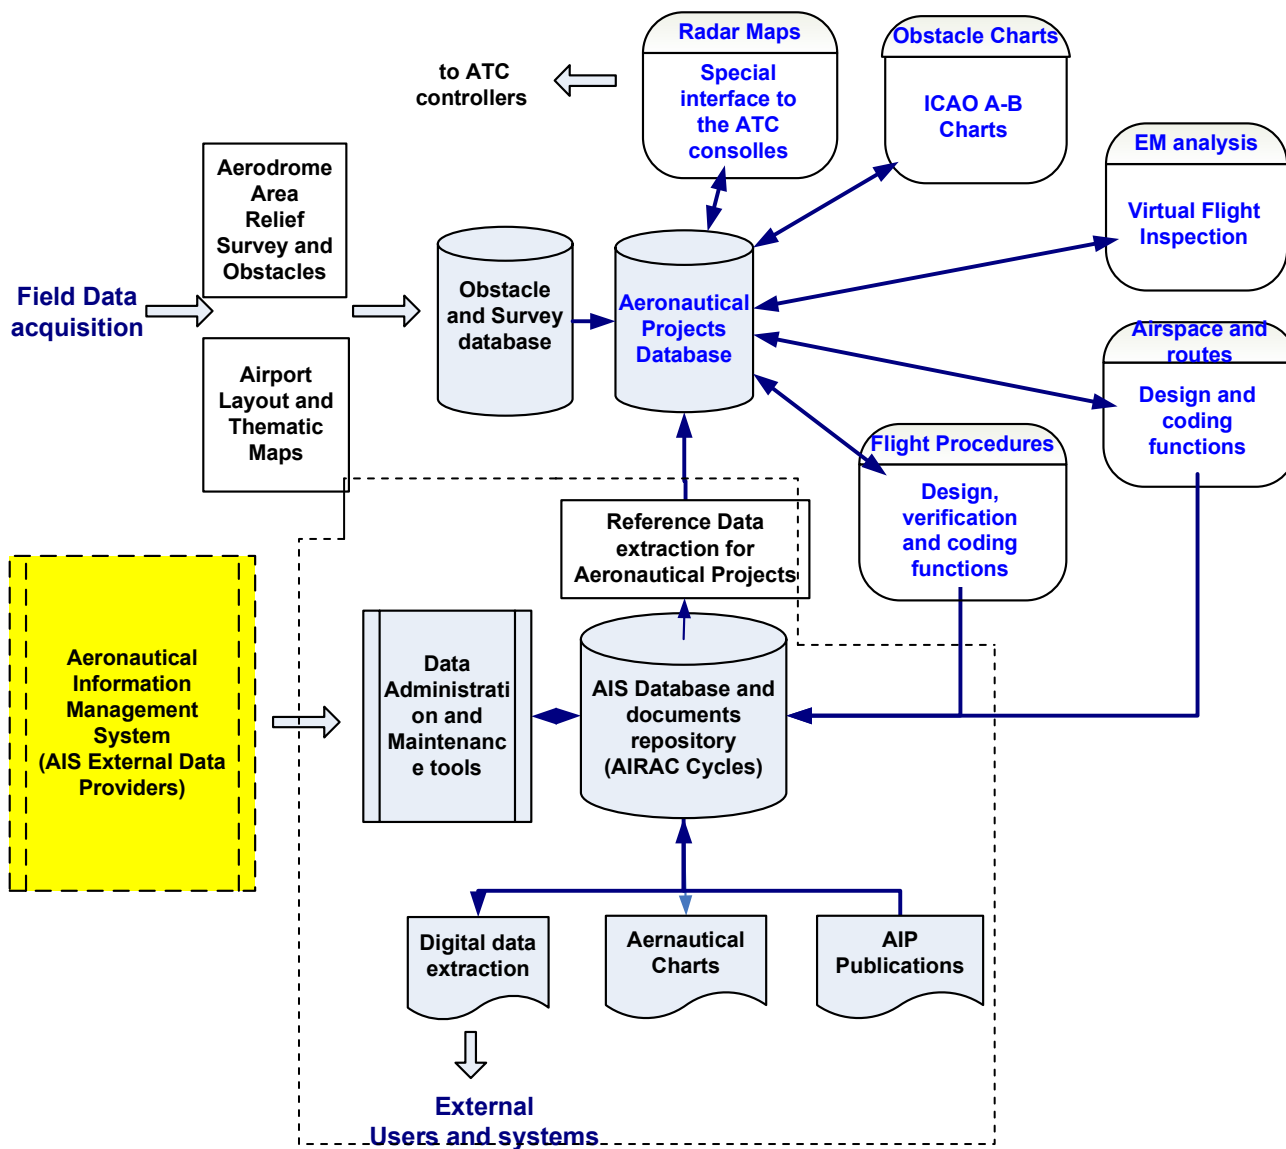 Radar Maps
Special
interface to
the ATC
consolles
Obstacle Charts
ICAO A-B
Charts
to ATC
controllers
EM analysis
Virtual Flight
Inspection
Aerodrome
Area
Relief
Survey and
Obstacles
Field Data
acquisition
Obstacle
and Survey
database
Aeronautical
Projects
Database
Airspace and
routes
Design and
coding
functions
Airport
Layout and
Thematic
Maps
Flight Procedures
Design,
verification
and coding
functions
Reference Data
extraction for
Aeronautical Projects
Aeronautical
Information
Management
System
(AIS External Data
Providers)
Data
Administrati
on and
Maintenanc
e tools
AIS Database and
documents
repository
(AIRAC Cycles)
Digital data
extraction
Aernautical
Charts
AIP
Publications
External
Users and systems